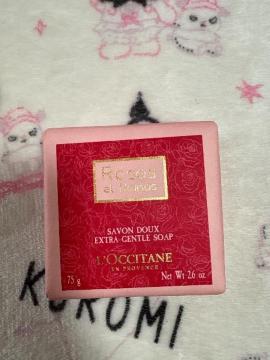 Roses
et Reines
SAVON DOUX
EXTRA-GENTLE SOAP
L'OCCITANE
EN PROVENCE
75 g
Net Wt 2.6 oz.
KUROMI